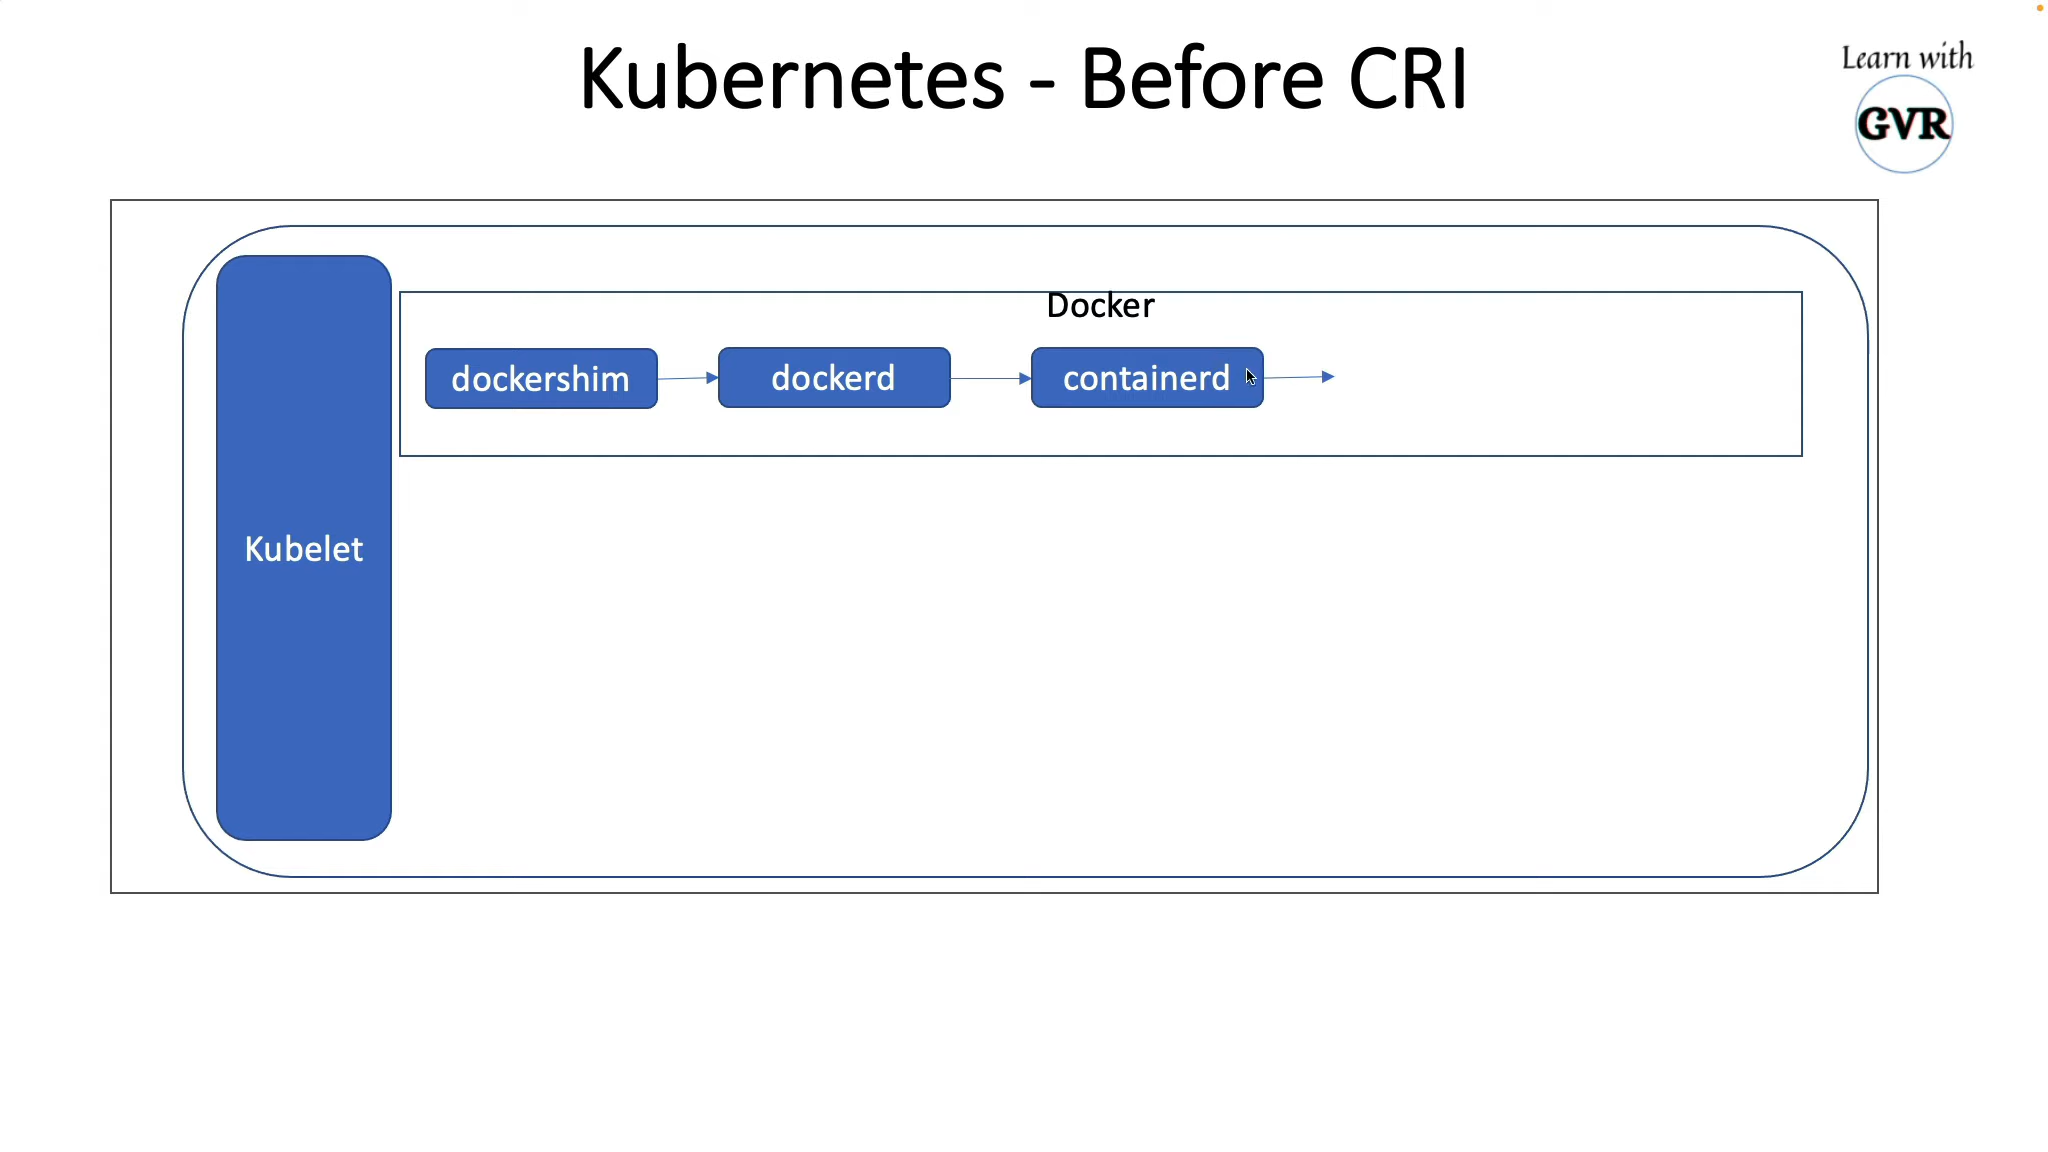 Kubernetes - Before CRI
Learn with
GVR
Docker
dockershim
dockerd
containerd
Kubelet